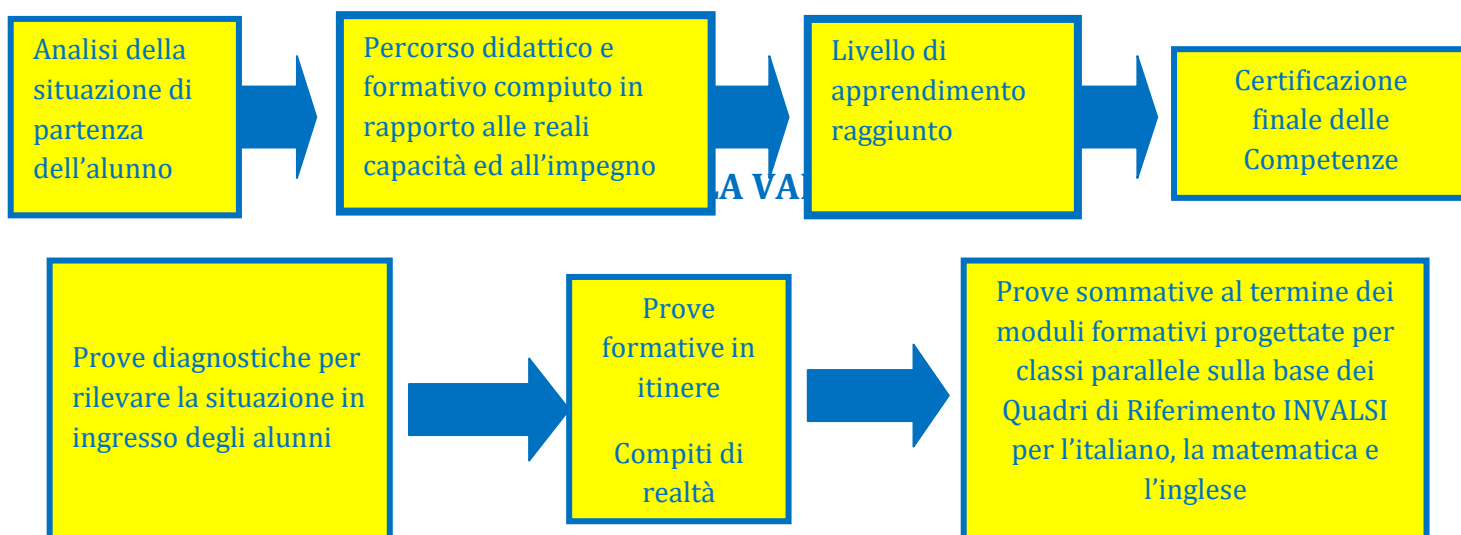 Analisi della
situazione di
partenza
dell’alunno
Percorso didattico e
formativo compiuto in
rapporto alle reali
capacità ed all’impegno
Livello di
apprendimento
raggiunto
Certificazione
finale delle
Competenze
LA
Prove diagnostiche per
rilevare la situazione in
ingresso degli alunni
Prove
formative in
itinere
Compiti di
realtà
Prove sommative al termine dei
moduli formativi progettate per
classi parallele sulla base dei
Quadri di Riferimento INVALSI
per l’italiano, la matematica e
l’inglese